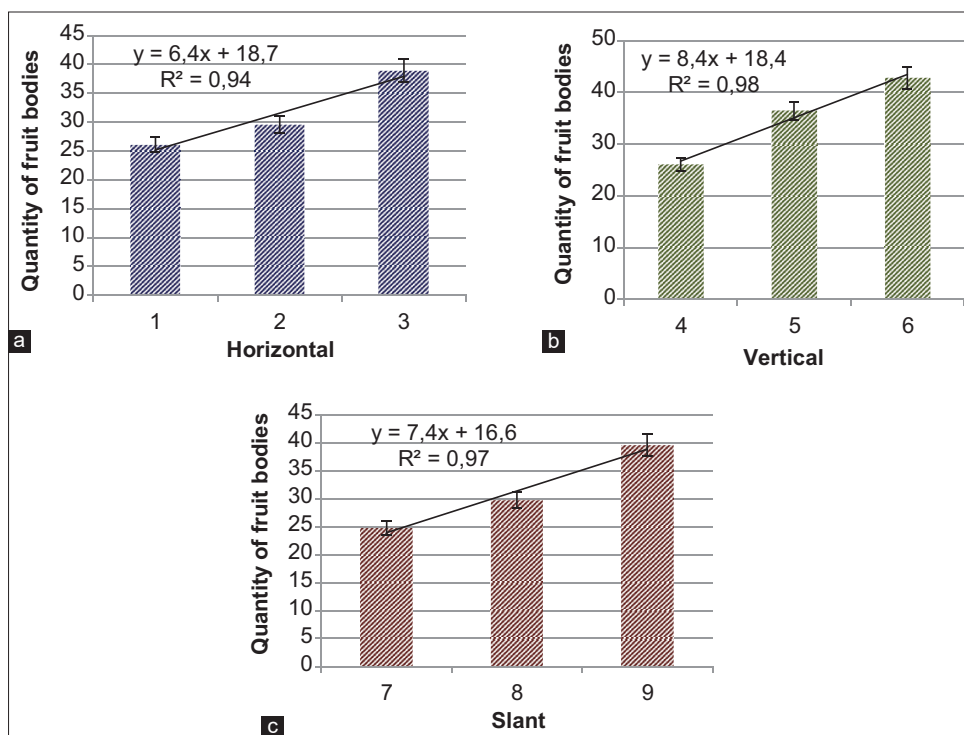 45
40
35
30
25
20
15
10
5
0
Quantity of fruit bodies
y = 6,4x + 18,7
R² = 0,94
1 2 3
Horizontal
a
50
40
30
20
10
0
Quantity of fruit bodies
y = 8,4x + 18,4
R² = 0,98
4 5 6
Vertical
b
45
40
35
30
25
20
15
10
5
0
Quantity of fruit bodies
y = 7,4x + 16,6
R² = 0,97
7 8 9
Slant
c